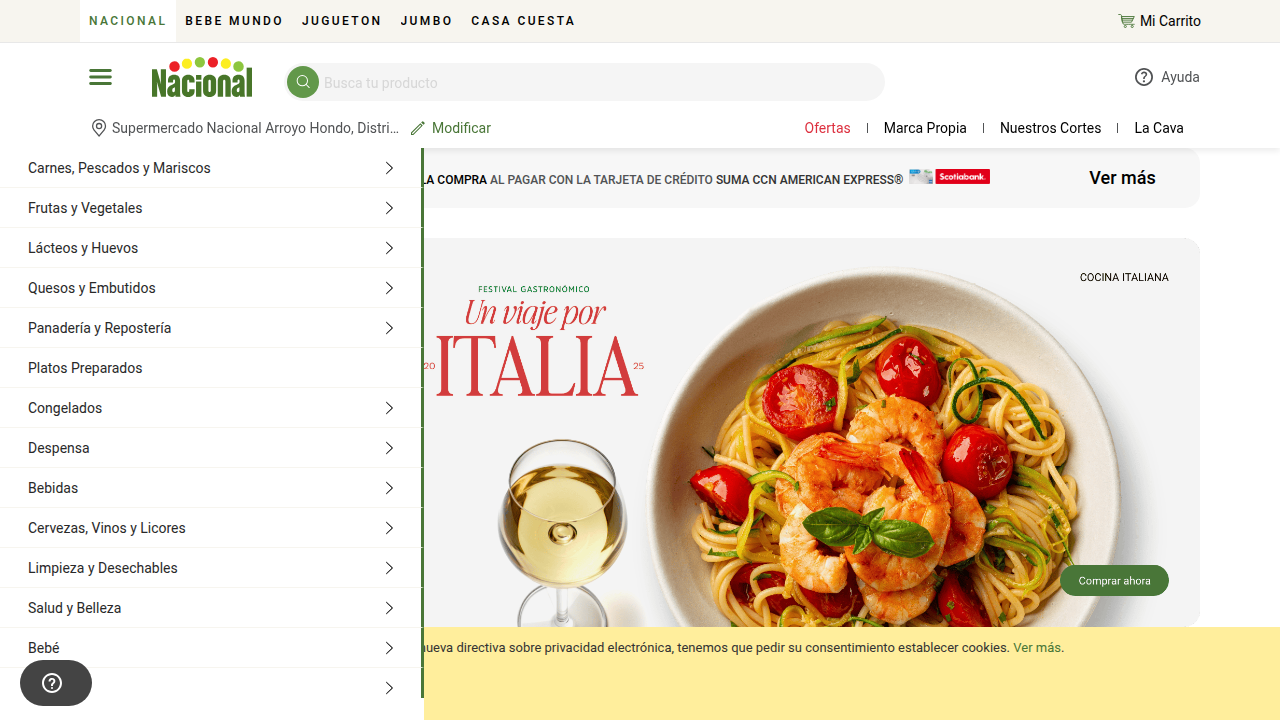 NACIONAL BEBE MUNDO JUGUETON JUMBO CASA CUESTA Mi Carrito
Nacional Busca tu producto Ayuda
Supermercado Nacional Arroyo Hondo, Distri... Modificar Ofertas Marca Propia Nuestros Cortes La Cava
Carnes, Pescados y Mariscos
Frutas y Vegetales
Lácteos y Huevos
Quesos y Embutidos
Panadería y Repostería
Platos Preparados
Congelados
Despensa
Bebidas
Cervezas, Vinos y Licores
Limpieza y Desechables
Salud y Belleza
Bebé
LA COMPRA AL PAGAR CON LA TARJETA DE CRÉDITO SUMA CCN AMERICAN EXPRESS® Scotiabank. Ver más
COCINA ITALIANA
FESTIVAL GASTRONÓMICO
Un viaje por
20 ITALIA 25
Comprar ahora
nueva directiva sobre privacidad electrónica, tenemos que pedir su consentimiento establecer cookies. Ver más.